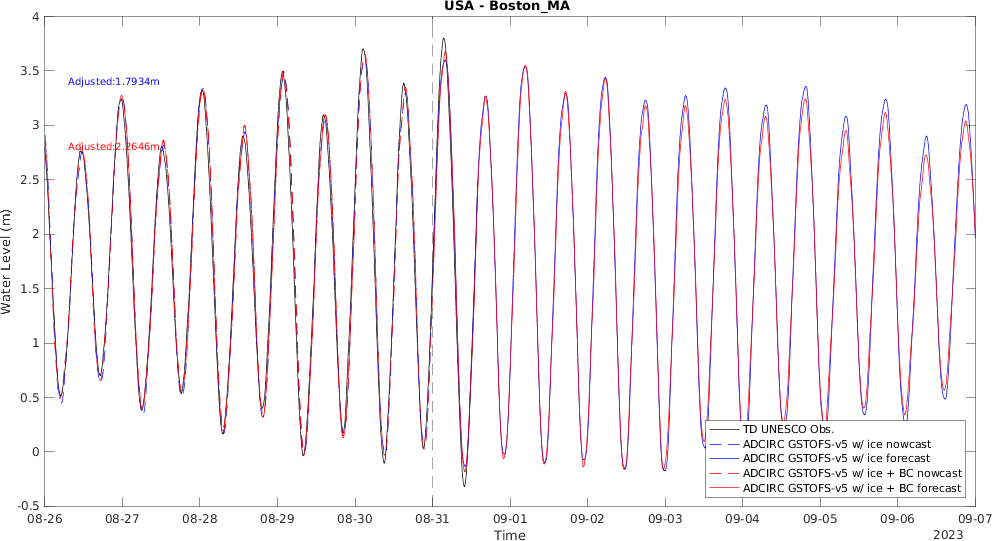 USA - Boston_MA
4
3.5
3
2.5
2
1.5
1
0.5
0
-0.5
Water Level (m)
Adjusted:1.7934m
Adjusted:2.2646m
TD UNESCO Obs.
ADCIRC GSTOFS-v5 w/ ice nowcast
ADCIRC GSTOFS-v5 w/ ice forecast
ADCIRC GSTOFS-v5 w/ ice + BC nowcast
ADCIRC GSTOFS-v5 w/ ice + BC forecast
08-26 08-27 08-28 08-29 08-30 08-31 09-01 09-02 09-03 09-04 09-05 09-06 09-07
Time
2023